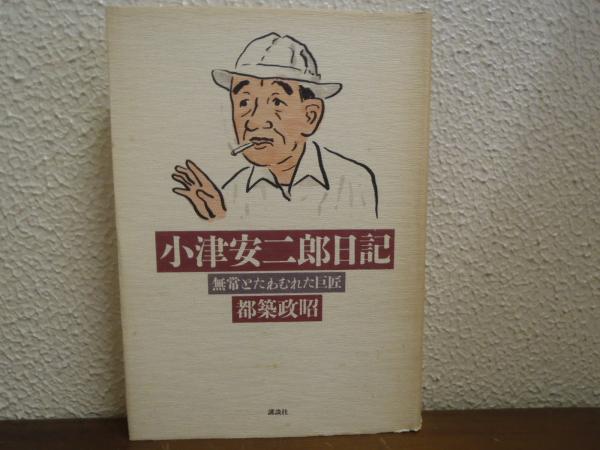 小津安二郎日記
無常とたわむれた巨匠
都築政昭
講談社